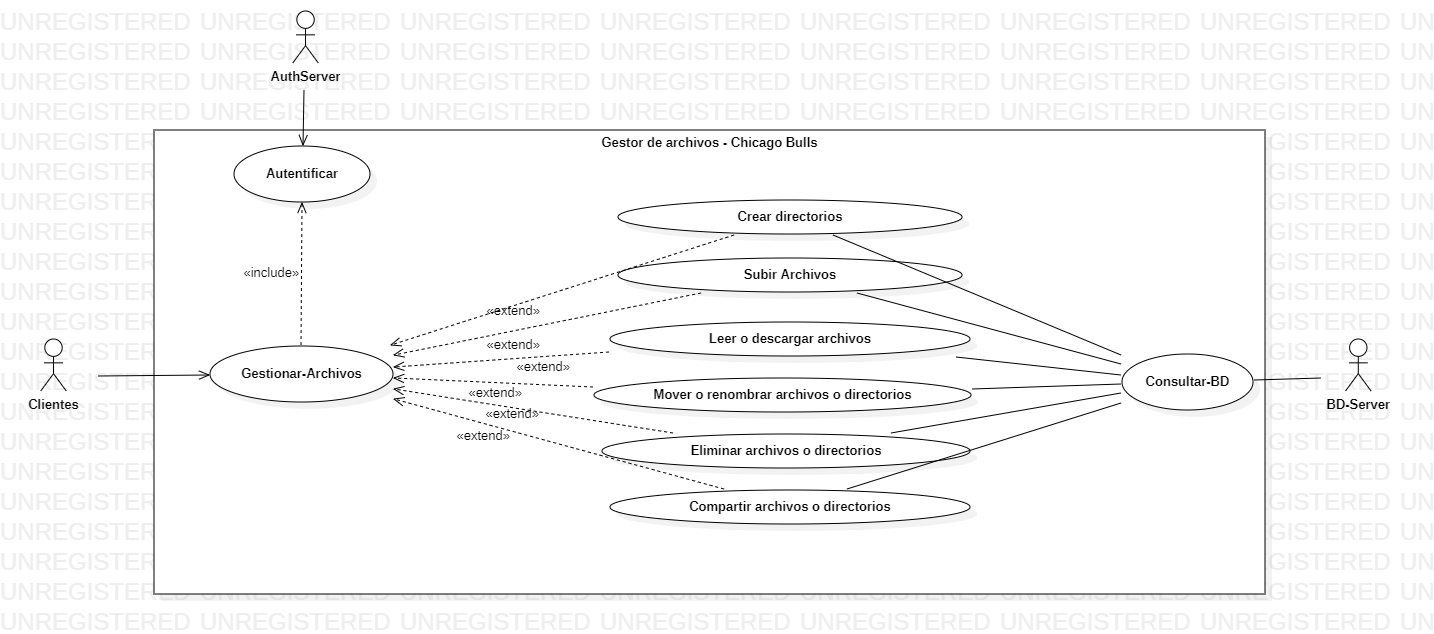 UNREGISTERED UNREGISTERED UNREGISTERED UNREGISTERED UNREGISTERED UNREGISTERED UNREGISTERED UN
AuthServer
Gestor de archivos - Chicago Bulls
Autentificar
Crear directorios
«include»
Subir Archivos
«extend»
Leer o descargar archivos
«extend»
«extend»
Gestionar-Archivos
Consultar-BD
Clientes
«extend»
Mover o renombrar archivos o directorios
BD-Server
«extend»
«extend»
Eliminar archivos o directorios
Compartir archivos o directorios